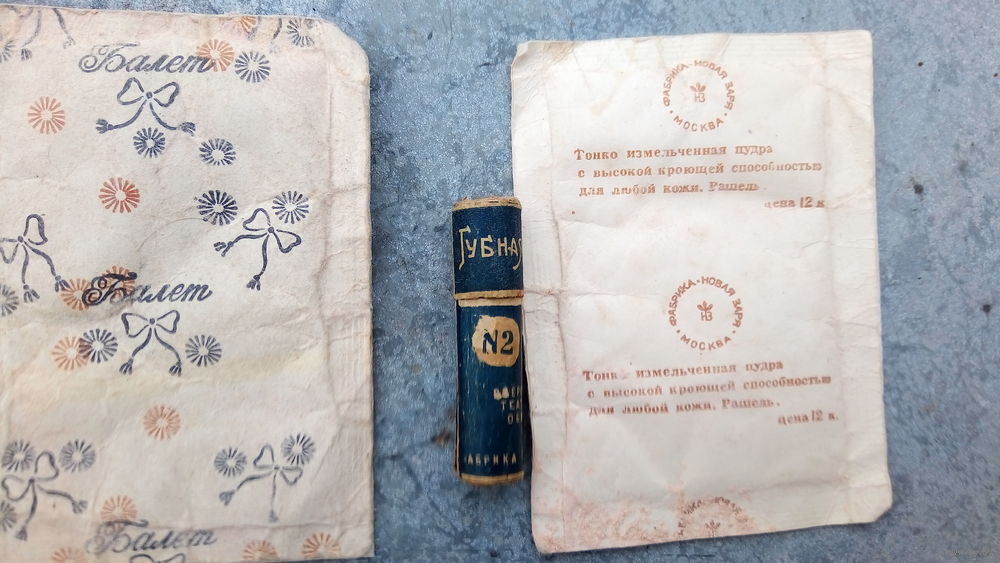 Балет
Балет
Балет
ГУБНАЯ
N2
ФАБРИКА · НОВАЯ ЗАРЯ
· МОСКВА ·
НЗ
Тонко измельченная пудра
с высокой кроющей способностью
для любой кожи. Рашель
цена 12 к
ФАБРИКА · НОВАЯ ЗАРЯ
· МОСКВА ·
НЗ
Тонко измельченная пудра
с высокой кроющей способностью
для любой кожи. Рашель.
цена 12 к.